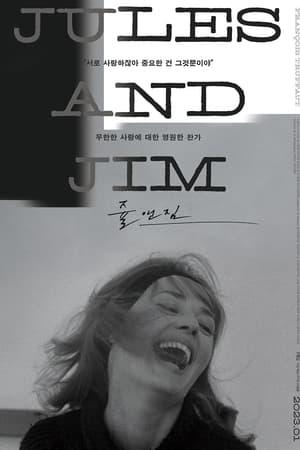 JULES
"서로 사랑하잖아 중요한 건 그것뿐이야"
AND
무한한 사랑에 대한 영원한 찬가
JIM
쥴 앤 짐
FRANÇOIS TRUFFAUT
2023.01